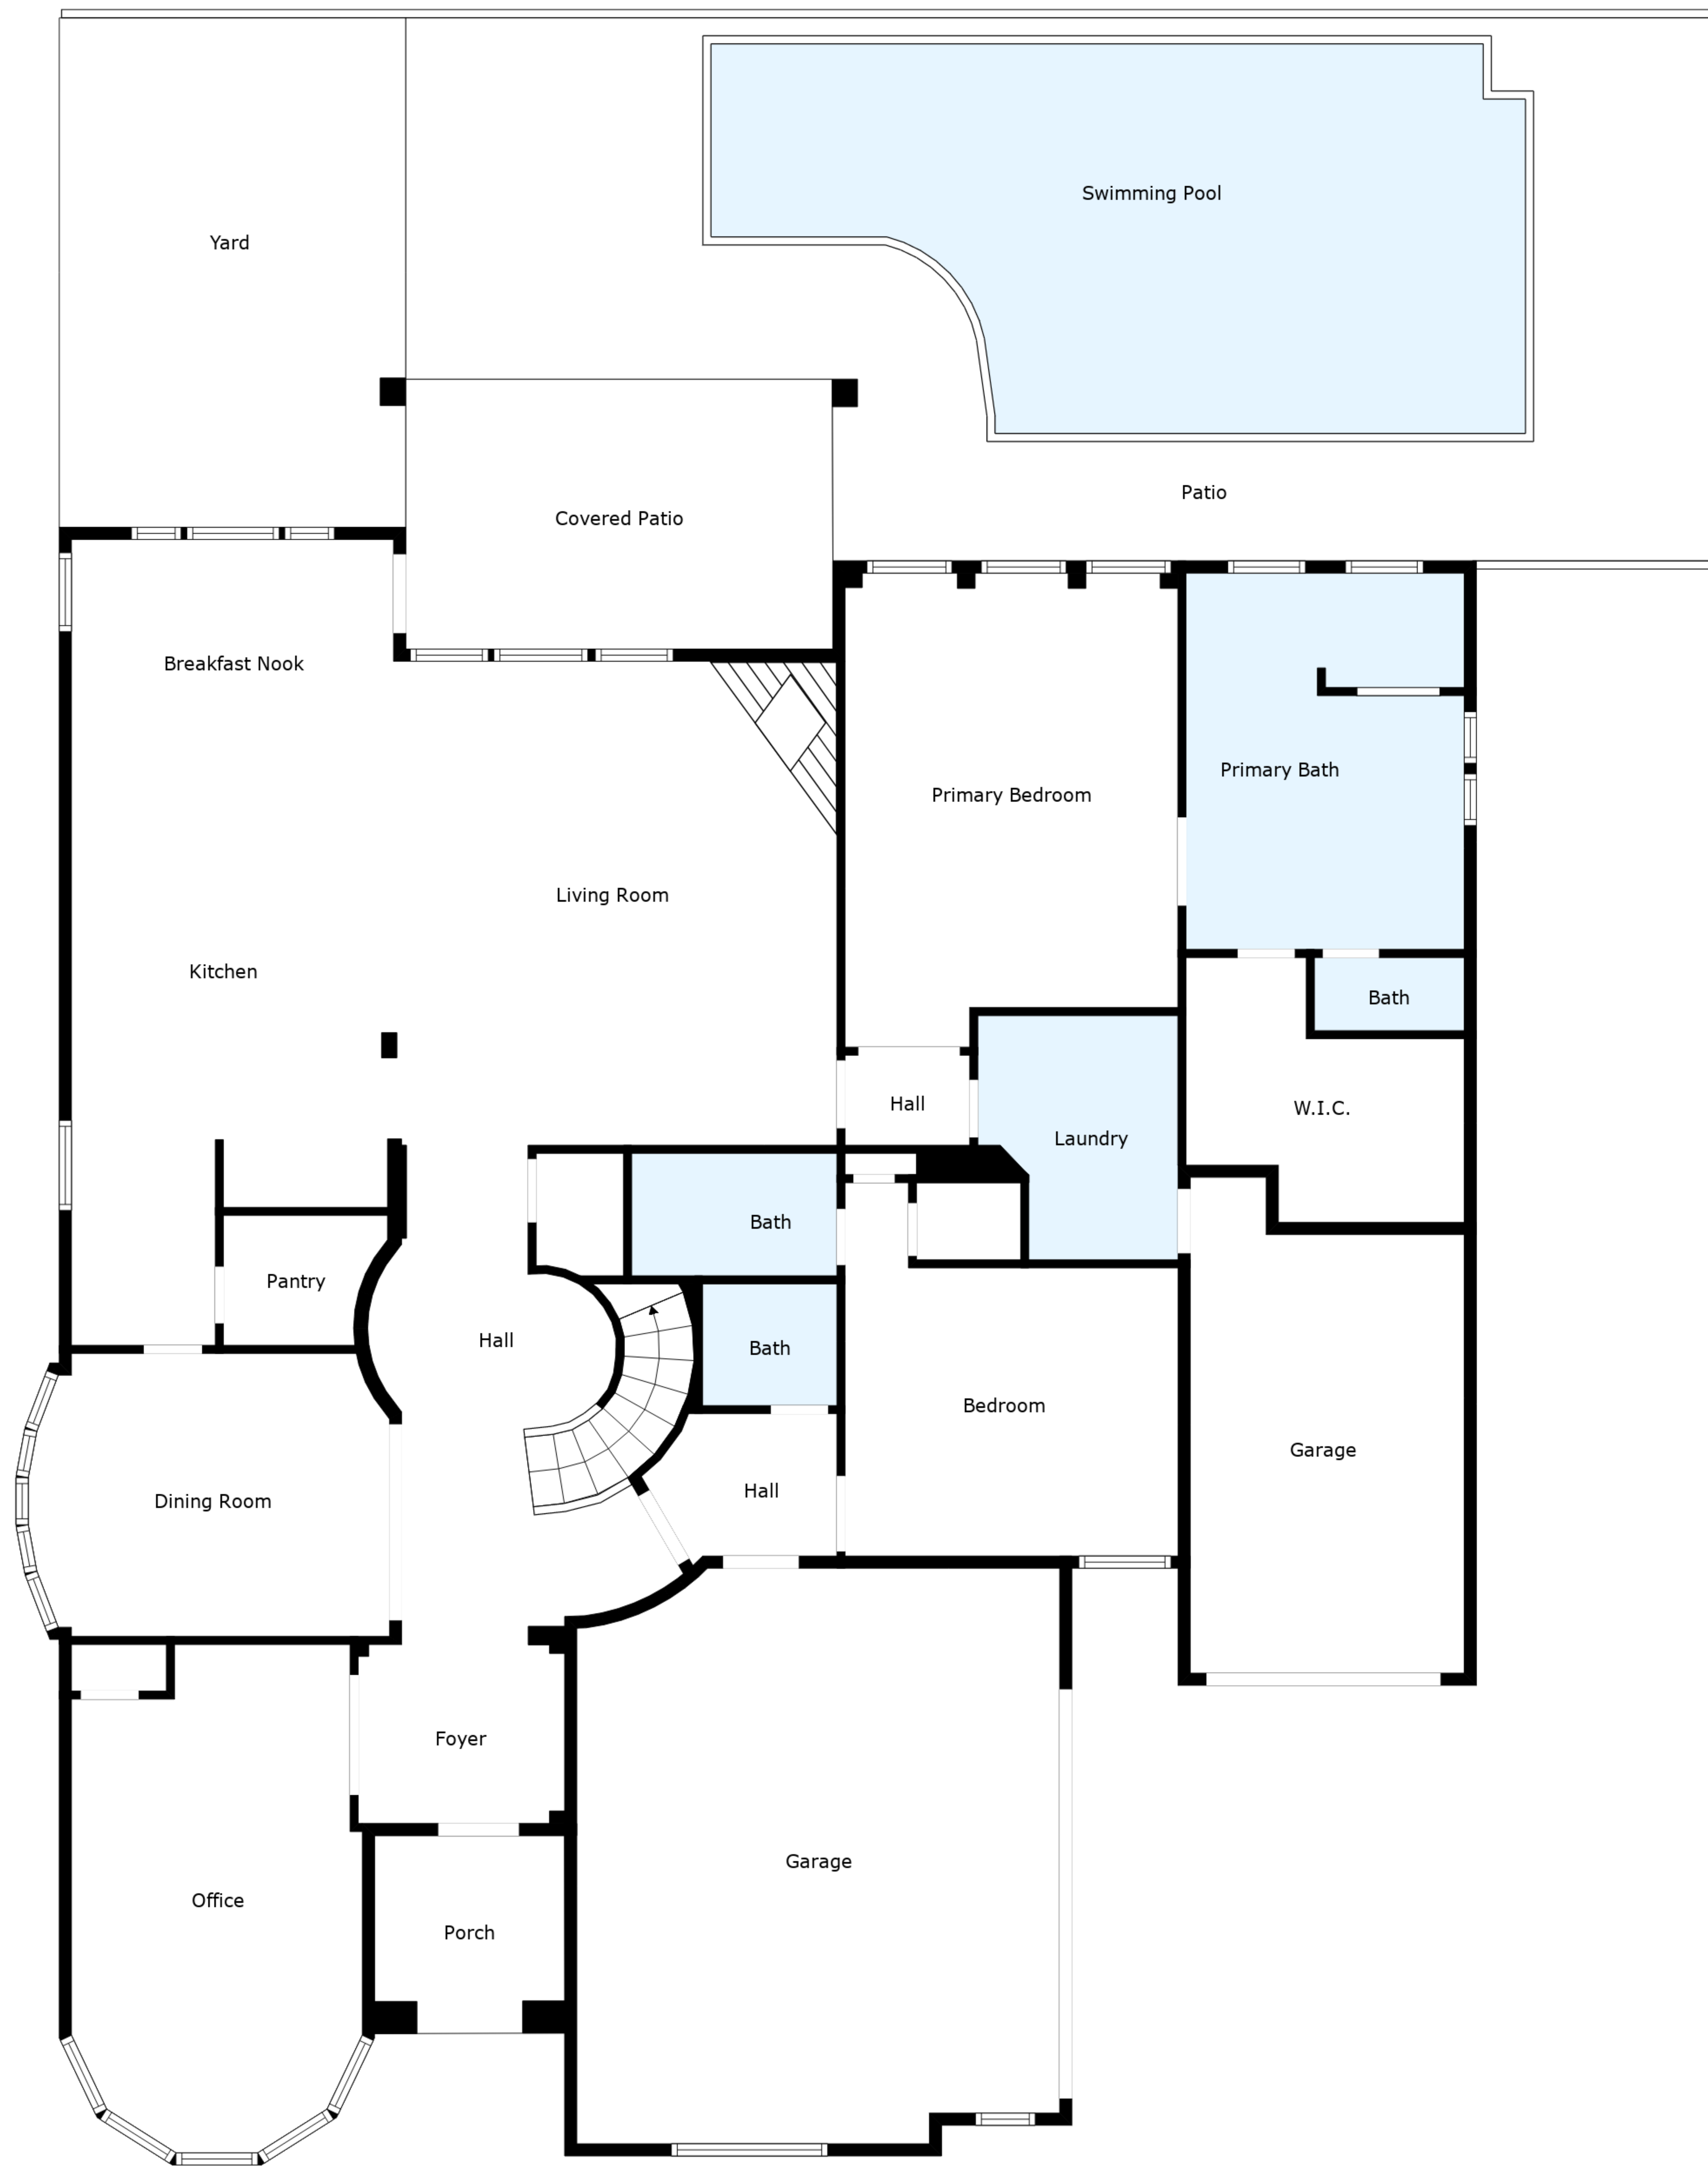 Swimming Pool
Yard
Patio
Covered Patio
Breakfast Nook
Primary Bath
Primary Bedroom
Living Room
Kitchen
Bath
Hall
W.I.C.
Laundry
Bath
Pantry
Hall
Bath
Bedroom
Garage
Hall
Dining Room
Foyer
Garage
Office
Porch